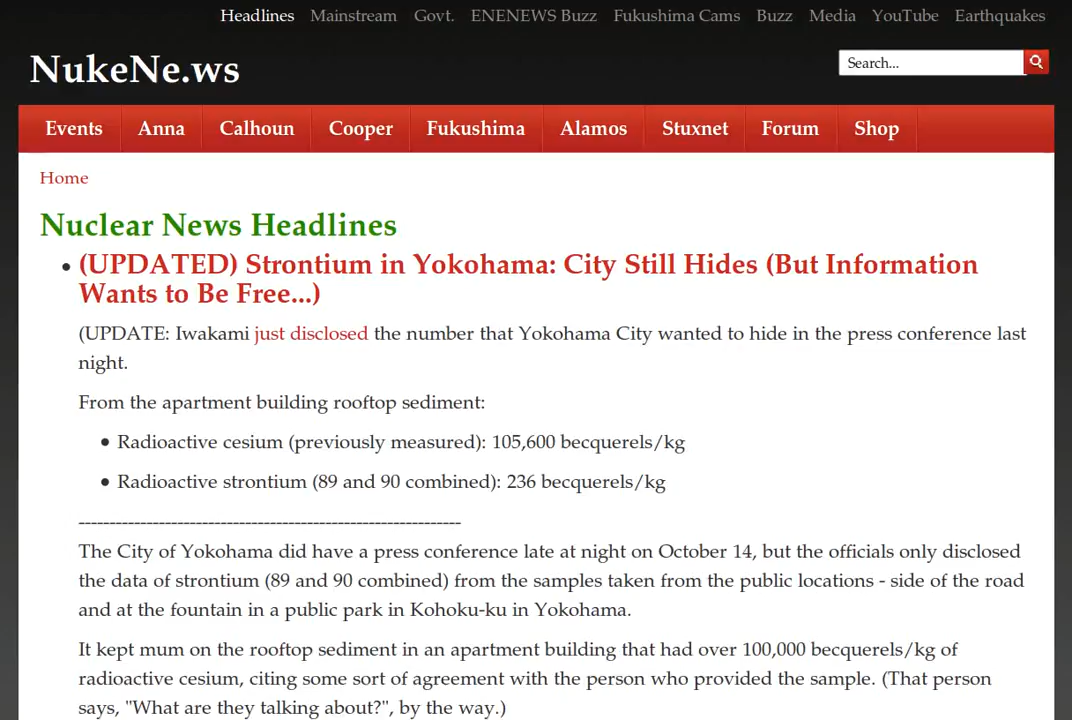 Headlines Mainstream Govt. ENENEWS Buzz Fukushima Cams Buzz Media YouTube Earthquakes
NukeNe.ws
Search...
Events Anna Calhoun Cooper Fukushima Alamos Stuxnet Forum Shop
Home
Nuclear News Headlines
(UPDATED) Strontium in Yokohama: City Still Hides (But Information
Wants to Be Free...)
(UPDATE: Iwakami just disclosed the number that Yokohama City wanted to hide in the press conference last
night.
From the apartment building rooftop sediment:
Radioactive cesium (previously measured): 105,600 becquerels/kg
Radioactive strontium (89 and 90 combined): 236 becquerels/kg
--------------------------------------------------------------
The City of Yokohama did have a press conference late at night on October 14, but the officials only disclosed
the data of strontium (89 and 90 combined) from the samples taken from the public locations - side of the road
and at the fountain in a public park in Kohoku-ku in Yokohama.
It kept mum on the rooftop sediment in an apartment building that had over 100,000 becquerels/kg of
radioactive cesium, citing some sort of agreement with the person who provided the sample. (That person
says, "What are they talking about?", by the way.)